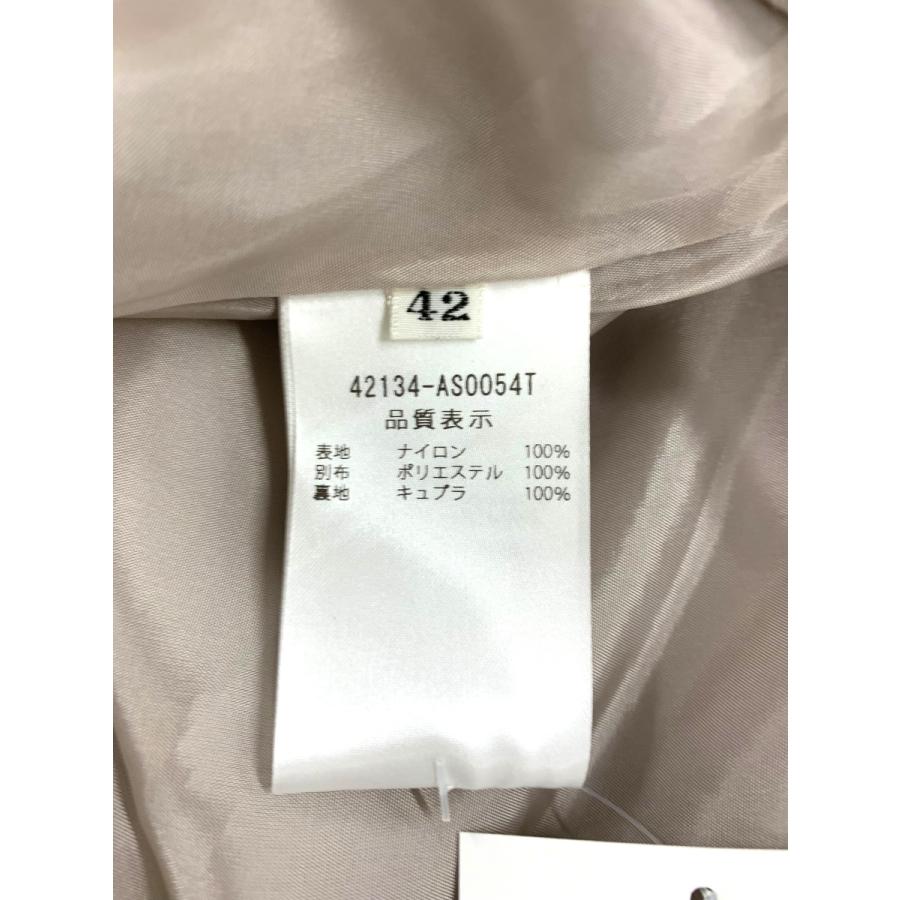 42
42134-AS0054T
品質表示
表地 ナイロン 100%
別布 ポリエステル 100%
裏地 キュプラ 100%